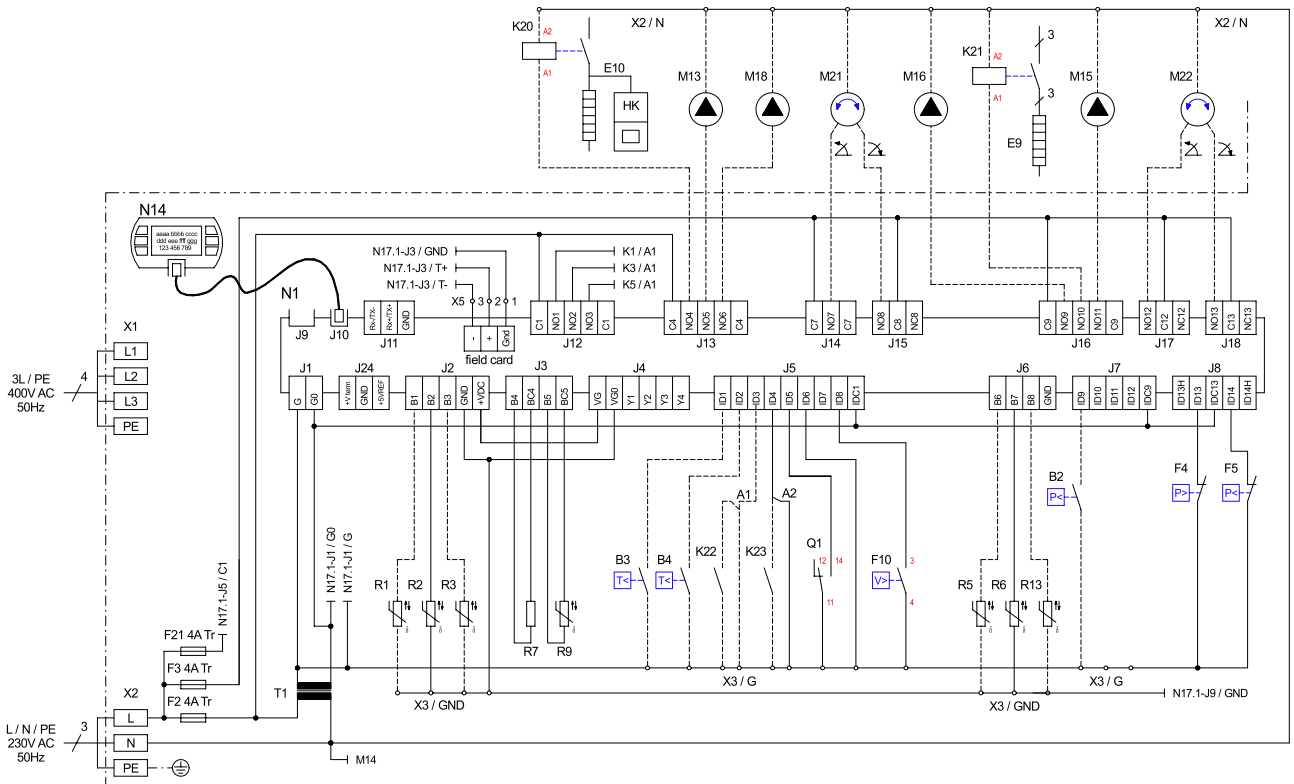 X2 / N
X2 / N
K20
A2
A1
E10
HK
M13
M18
M21
M16
K21
A2
A1
3
3
E9
M15
M22
N14
aaaa bbbb cccc
ddd eee ffff ggg
123 456 789
N17.1-J3 / GND
N17.1-J3 / T+
N17.1-J3 / T-
X5 3 2 1
K1 / A1
K3 / A1
K5 / A1
N1
J9
J10
Rx-/TX-
Rx+/TX+
GND
J11
- + Gnd
field card
C1 NO1 NO2 NO3 C1
J12
C4 NO4 NO5 NO6 C4
J13
C7 NO7 C7
J14
NO8 C8 NC8
J15
C9 NO9 NO10 NO11 C9
J16
NO12 C12 NC12
J17
NO13 C13 NC13
J18
X1
L1
L2
L3
PE
3L / PE
400V AC
50Hz
4
J1
G G0
J24
+V term
GND
+5VREF
J2
B1 B2 B3 GND +VDC
J3
B4 BC4 B5 BC5
J4
VG VG0 Y1 Y2 Y3 Y4
J5
ID1 ID2 ID3 ID4 ID5 ID6 ID7 ID8 IDC1
J6
B6 B7 B8 GND
J7
ID9 ID10 ID11 ID12 IDC9
J8
ID13H ID13 IDC13 ID14 ID14H
N17.1-J5 / C1
N17.1-J1 / G0
N17.1-J1 / G
R1
R2
R3
R7
R9
B3
T<
B4
T<
K22
A1
K23
A2
Q1
12
14
11
F10
V>
3
4
R5
R6
R13
B2
P<
F4
P>
F5
P<
F21 4A Tr
F3 4A Tr
F2 4A Tr
T1
X3 / G
X3 / G
X3 / GND
X3 / GND
N17.1-J9 / GND
X2
L
N
PE
L / N / PE
230V AC
50Hz
3
M14